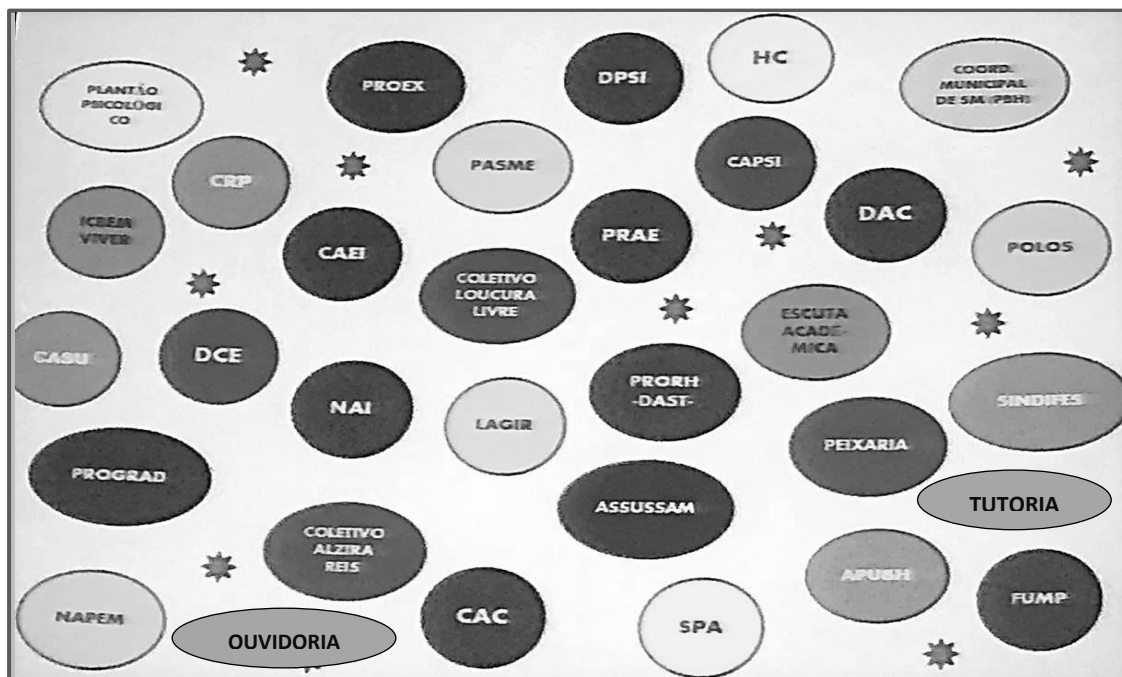 PLANTÃO
PSICOLÓGI
CO
PROEX
DPSI
HC
COORD.
MUNICIPAL
DE SM (PBH)
CRP
PASME
CAPSI
IGREJA
VIVER
CAEI
PRAE
DAC
POLOS
COLETIVO
LOUCURA
LIVRE
ESCUTA
ACADE-
MICA
CASU
DCE
NAI
LAGIR
PRORH
-DAST-
SINDIFES
PROGRAD
PEIXARIA
ASSUSSAM
TUTORIA
COLETIVO
ALZIRA
REIS
NAPEM
OUVIDORIA
CAC
SPA
APUBH
FUMP